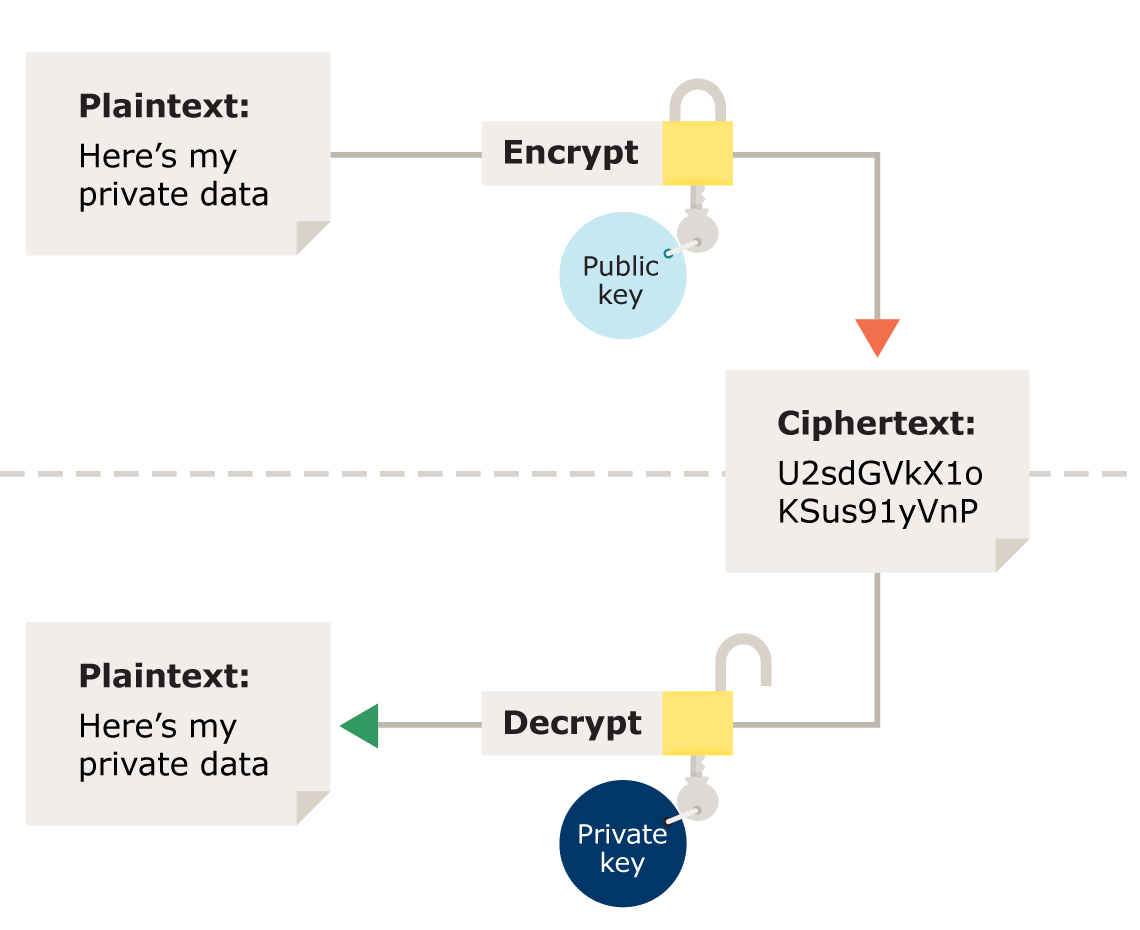 Plaintext:
Here’s my
private data
Encrypt
Public
key
Ciphertext:
U2sdGVkX1o
KSus91yVnP
Plaintext:
Here’s my
private data
Decrypt
Private
key